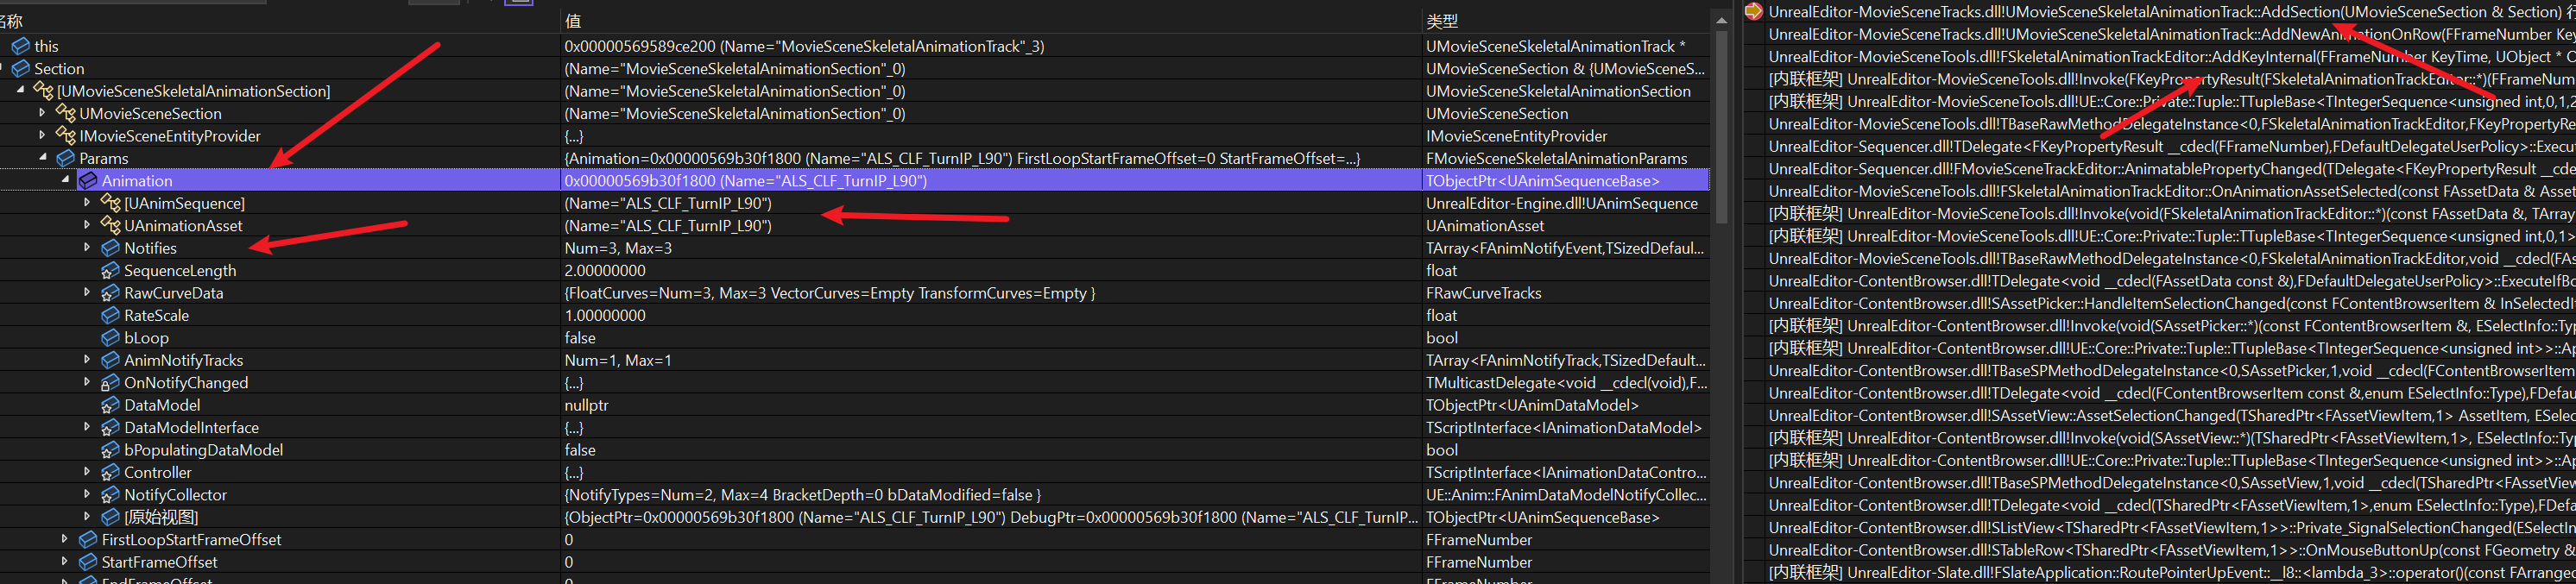 名称 值 类型
this 0x00000569589ce200 (Name="MovieSceneSkeletalAnimationTrack"_3) UMovieSceneSkeletalAnimationTrack *
Section (Name="MovieSceneSkeletalAnimationSection"_0) UMovieSceneSection & {UMovieSceneS...
[UMovieSceneSkeletalAnimationSection] (Name="MovieSceneSkeletalAnimationSection"_0) UMovieSceneSkeletalAnimationSection
UMovieSceneSection (Name="MovieSceneSkeletalAnimationSection"_0) UMovieSceneSection
IMovieSceneEntityProvider {...} IMovieSceneEntityProvider
Params {Animation=0x00000569b30f1800 (Name="ALS_CLF_TurnIP_L90") FirstLoopStartFrameOffset=0 StartFrameOffset=...} FMovieSceneSkeletalAnimationParams
Animation 0x00000569b30f1800 (Name="ALS_CLF_TurnIP_L90") TObjectPtr<UAnimSequenceBase>
[UAnimSequence] (Name="ALS_CLF_TurnIP_L90") UnrealEditor-Engine.dll!UAnimSequence
UAnimationAsset (Name="ALS_CLF_TurnIP_L90") UAnimationAsset
Notifies Num=3, Max=3 TArray<FAnimNotifyEvent,TSizedDefaul...
SequenceLength 2.00000000 float
RawCurveData {FloatCurves=Num=3, Max=3 VectorCurves=Empty TransformCurves=Empty } FRawCurveTracks
RateScale 1.00000000 float
bLoop false bool
AnimNotifyTracks Num=1, Max=1 TArray<FAnimNotifyTrack,TSizedDefault...
OnNotifyChanged {...} TMulticastDelegate<void __cdecl(void),F...
DataModel nullptr TObjectPtr<UAnimDataModel>
DataModelInterface {...} TScriptInterface<IAnimationDataModel>
bPopulatingDataModel false bool
Controller {...} TScriptInterface<IAnimationDataContro...
NotifyCollector {NotifyTypes=Num=2, Max=4 BracketDepth=0 bDataModified=false } UE::Anim::FAnimDataModelNotifyCollec...
[原始视图] {ObjectPtr=0x00000569b30f1800 (Name="ALS_CLF_TurnIP_L90") DebugPtr=0x00000569b30f1800 (Name="ALS_CLF_TurnIP... TObjectPtr<UAnimSequenceBase>
FirstLoopStartFrameOffset 0 FFrameNumber
StartFrameOffset 0 FFrameNumber
EndFrameOffset 0 FFrameNumber
UnrealEditor-MovieSceneTracks.dll!UMovieSceneSkeletalAnimationTrack::AddSection(UMovieSceneSection & Section) 行
UnrealEditor-MovieSceneTracks.dll!UMovieSceneSkeletalAnimationTrack::AddNewAnimationOnRow(FFrameNumber Key
UnrealEditor-MovieSceneTools.dll!FSkeletalAnimationTrackEditor::AddKeyInternal(FFrameNumber KeyTime, UObject * O
[内联框架] UnrealEditor-MovieSceneTools.dll!Invoke(FKeyPropertyResult(FSkeletalAnimationTrackEditor::*)(FFrameNum
[内联框架] UnrealEditor-MovieSceneTools.dll!UE::Core::Private::Tuple::TTupleBase<TIntegerSequence<unsigned int,0,1,2
UnrealEditor-MovieSceneTools.dll!TBaseRawMethodDelegateInstance<0,FSkeletalAnimationTrackEditor,FKeyPropertyRe
UnrealEditor-Sequencer.dll!TDelegate<FKeyPropertyResult __cdecl(FFrameNumber),FDefaultDelegateUserPolicy>::Execut
UnrealEditor-Sequencer.dll!FMovieSceneTrackEditor::AnimatablePropertyChanged(TDelegate<FKeyPropertyResult __cde
UnrealEditor-MovieSceneTools.dll!FSkeletalAnimationTrackEditor::OnAnimationAssetSelected(const FAssetData & Asset
[内联框架] UnrealEditor-MovieSceneTools.dll!Invoke(void(FSkeletalAnimationTrackEditor::*)(const FAssetData &, TArray
[内联框架] UnrealEditor-MovieSceneTools.dll!UE::Core::Private::Tuple::TTupleBase<TIntegerSequence<unsigned int,0,1>
UnrealEditor-MovieSceneTools.dll!TBaseRawMethodDelegateInstance<0,FSkeletalAnimationTrackEditor,void __cdecl(FAs
UnrealEditor-ContentBrowser.dll!TDelegate<void __cdecl(FAssetData const &),FDefaultDelegateUserPolicy>::ExecuteIfBo
UnrealEditor-ContentBrowser.dll!SAssetPicker::HandleItemSelectionChanged(const FContentBrowserItem & InSelectedI
[内联框架] UnrealEditor-ContentBrowser.dll!Invoke(void(SAssetPicker::*)(const FContentBrowserItem &, ESelectInfo::Typ
[内联框架] UnrealEditor-ContentBrowser.dll!UE::Core::Private::Tuple::TTupleBase<TIntegerSequence<unsigned int>>::Ap
UnrealEditor-ContentBrowser.dll!TBaseSPMethodDelegateInstance<0,SAssetPicker,1,void __cdecl(FContentBrowserItem
UnrealEditor-ContentBrowser.dll!TDelegate<void __cdecl(FContentBrowserItem const &,enum ESelectInfo::Type),FDefau
UnrealEditor-ContentBrowser.dll!SAssetView::AssetSelectionChanged(TSharedPtr<FAssetViewItem,1> AssetItem, ESelec
[内联框架] UnrealEditor-ContentBrowser.dll!Invoke(void(SAssetView::*)(TSharedPtr<FAssetViewItem,1>, ESelectInfo::Typ
[内联框架] UnrealEditor-ContentBrowser.dll!UE::Core::Private::Tuple::TTupleBase<TIntegerSequence<unsigned int>>::Ap
UnrealEditor-ContentBrowser.dll!TBaseSPMethodDelegateInstance<0,SAssetView,1,void __cdecl(TSharedPtr<FAssetView
UnrealEditor-ContentBrowser.dll!TDelegate<void __cdecl(TSharedPtr<FAssetViewItem,1>,enum ESelectInfo::Type),FDefa
UnrealEditor-ContentBrowser.dll!SListView<TSharedPtr<FAssetViewItem,1>>::Private_SignalSelectionChanged(ESelectIn
UnrealEditor-ContentBrowser.dll!STableRow<TSharedPtr<FAssetViewItem,1>>::OnMouseButtonUp(const FGeometry &
[内联框架] UnrealEditor-Slate.dll!FSlateApplication::RoutePointerUpEvent::__l8::<lambda_3>::operator()(const FArrange